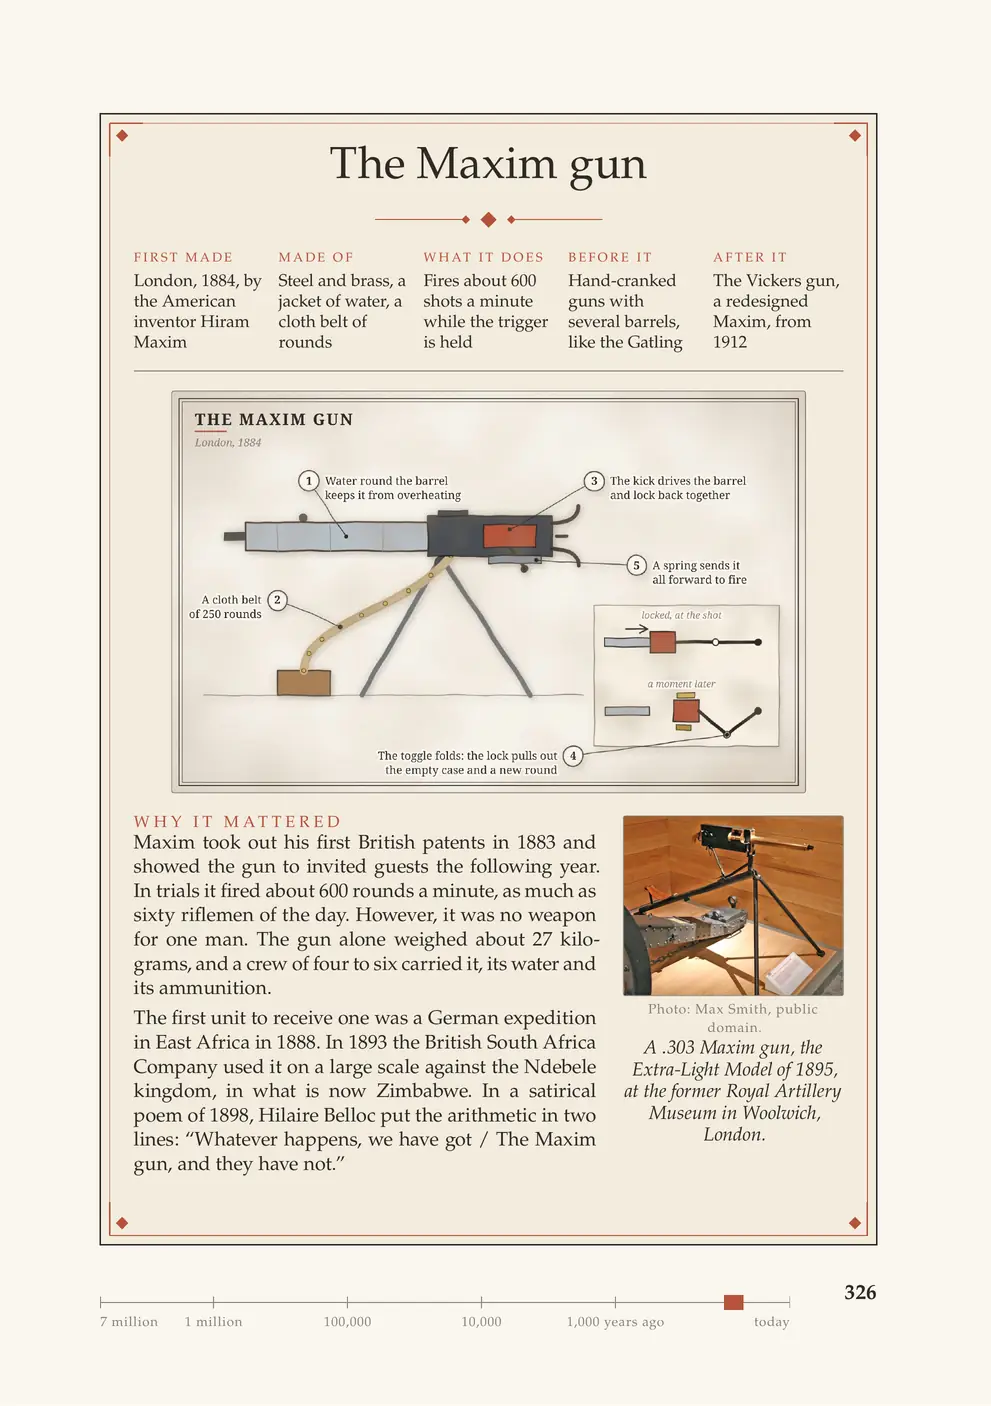 The Maxim gun
FIRST MADE
London, 1884, by
the American
inventor Hiram
Maxim
MADE OF
Steel and brass, a
jacket of water, a
cloth belt of
rounds
WHAT IT DOES
Fires about 600
shots a minute
while the trigger
is held
BEFORE IT
Hand-cranked
guns with
several barrels,
like the Gatling
AFTER IT
The Vickers gun,
a redesigned
Maxim, from
1912
THE MAXIM GUN
London, 1884
1 Water round the barrel
keeps it from overheating
3 The kick drives the barrel
and lock back together
5 A spring sends it
all forward to fire
A cloth belt 2
of 250 rounds
locked, at the shot
a moment later
The toggle folds: the lock pulls out 4
the empty case and a new round
WHY IT MATTERED
Maxim took out his first British patents in 1883 and
showed the gun to invited guests the following year.
In trials it fired about 600 rounds a minute, as much as
sixty riflemen of the day. However, it was no weapon
for one man. The gun alone weighed about 27 kilo-
grams, and a crew of four to six carried it, its water and
its ammunition.
The first unit to receive one was a German expedition
in East Africa in 1888. In 1893 the British South Africa
Company used it on a large scale against the Ndebele
kingdom, in what is now Zimbabwe. In a satirical
poem of 1898, Hilaire Belloc put the arithmetic in two
lines: “Whatever happens, we have got / The Maxim
gun, and they have not.”
Photo: Max Smith, public
domain.
A .303 Maxim gun, the
Extra-Light Model of 1895,
at the former Royal Artillery
Museum in Woolwich,
London.
326
7 million 1 million 100,000 10,000 1,000 years ago today